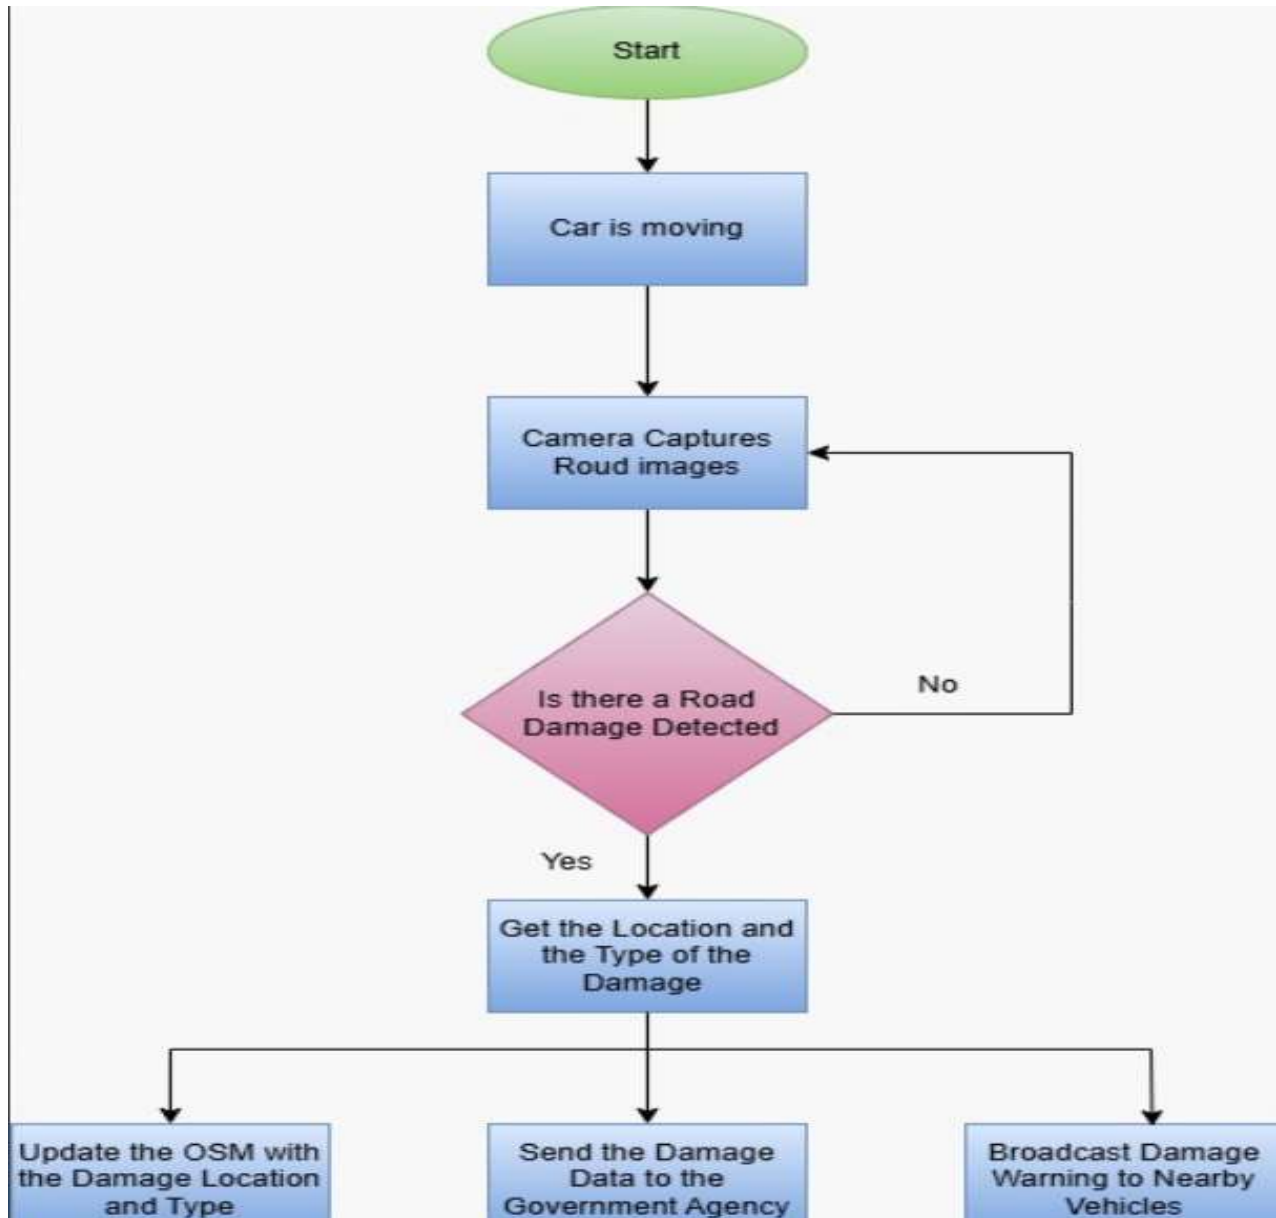 Start
Car is moving
Camera Captures
Roud images
Is there a Road
Damage Detected
No
Yes
Get the Location and
the Type of the
Damage
Update the OSM with
the Damage Location
and Type
Send the Damage
Data to the
Government Agency
Broadcast Damage
Warning to Nearby
Vehicles